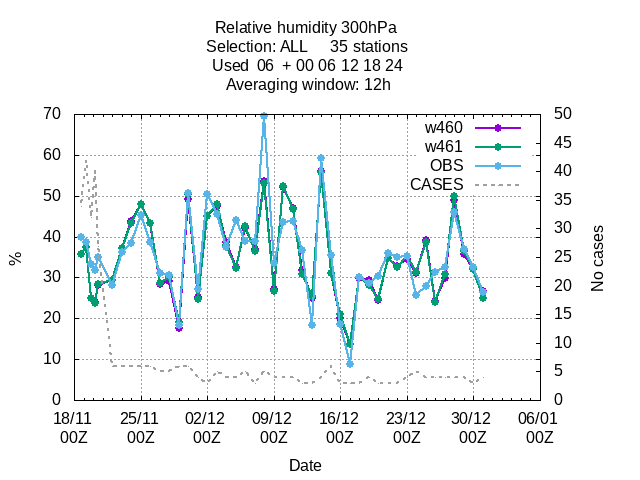 Relative humidity 300hPa
Selection: ALL     35 stations
Used  06  + 00 06 12 18 24
Averaging window: 12h
70
60
50
40
30
20
10
0
%
50
45
40
35
30
25
20
15
10
5
0
No cases
w460
w461
OBS
CASES
18/11 25/11 02/12 09/12 16/12 23/12 30/12 06/01
00Z 00Z 00Z 00Z 00Z 00Z 00Z 00Z
Date